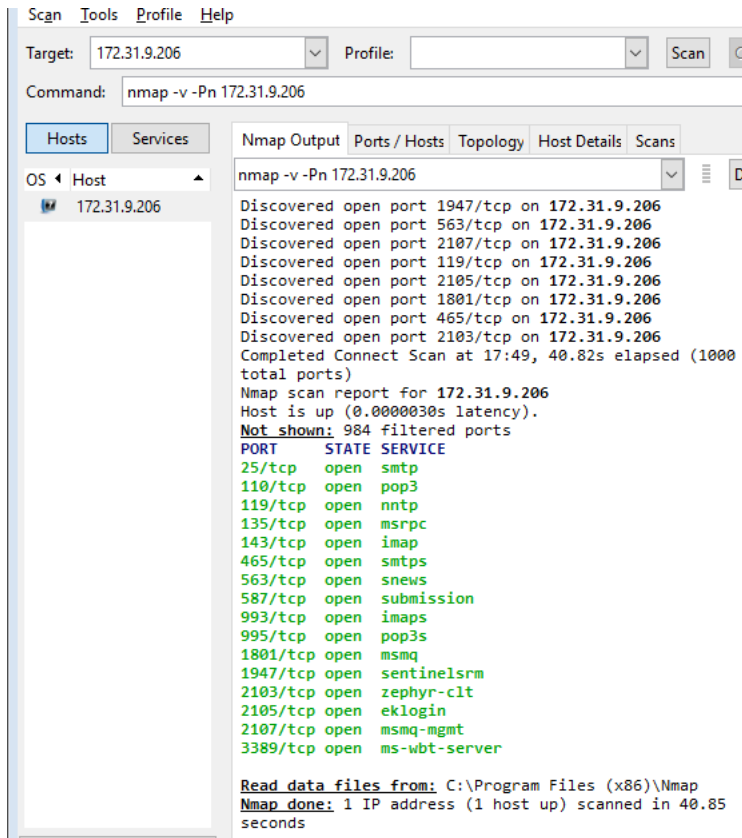 Scan Tools Profile Help
Target: 172.31.9.206 Profile: Scan
Command: nmap -v -Pn 172.31.9.206
Hosts Services Nmap Output Ports / Hosts Topology Host Details Scans
OS Host nmap -v -Pn 172.31.9.206
172.31.9.206
Discovered open port 1947/tcp on 172.31.9.206
Discovered open port 563/tcp on 172.31.9.206
Discovered open port 2107/tcp on 172.31.9.206
Discovered open port 119/tcp on 172.31.9.206
Discovered open port 2105/tcp on 172.31.9.206
Discovered open port 1801/tcp on 172.31.9.206
Discovered open port 465/tcp on 172.31.9.206
Discovered open port 2103/tcp on 172.31.9.206
Completed Connect Scan at 17:49, 40.82s elapsed (1000
total ports)
Nmap scan report for 172.31.9.206
Host is up (0.0000030s latency).
Not shown: 984 filtered ports
PORT STATE SERVICE
25/tcp open smtp
110/tcp open pop3
119/tcp open nntp
135/tcp open msrpc
143/tcp open imap
465/tcp open smtps
563/tcp open snews
587/tcp open submission
993/tcp open imaps
995/tcp open pop3s
1801/tcp open msmq
1947/tcp open sentinelsrm
2103/tcp open zephyr-clt
2105/tcp open eklogin
2107/tcp open msmq-mgmt
3389/tcp open ms-wbt-server
Read data files from: C:\Program Files (x86)\Nmap
Nmap done: 1 IP address (1 host up) scanned in 40.85
seconds